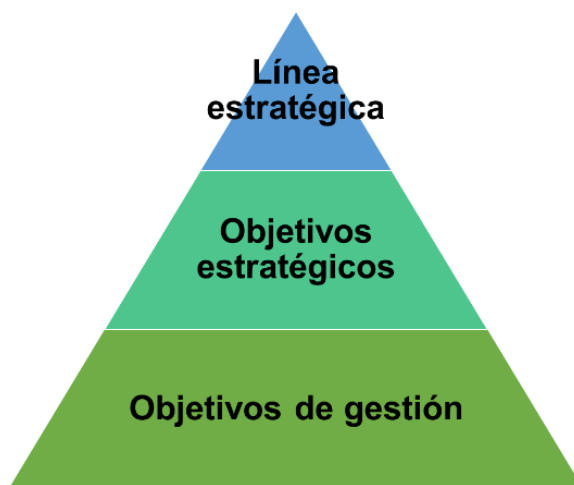 Línea
estratégica
Objetivos
estratégicos
Objetivos de gestión